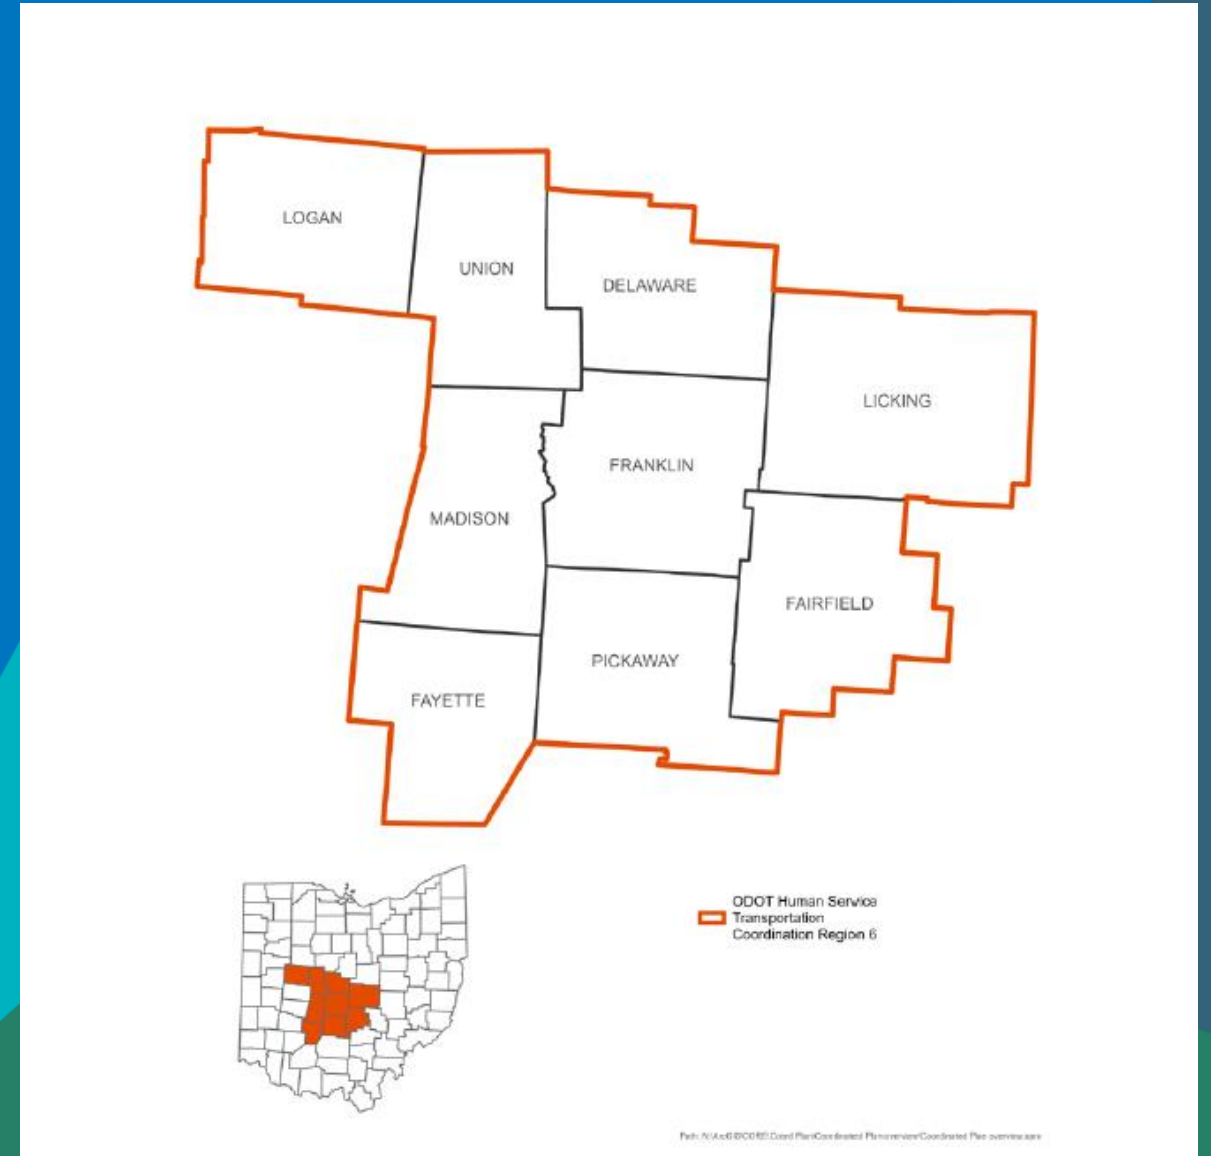 LOGAN
UNION
DELAWARE
LICKING
FRANKLIN
MADISON
FAIRFIELD
PICKAWAY
FAYETTE
ODOT Human Service
Transportation
Coordination Region 6